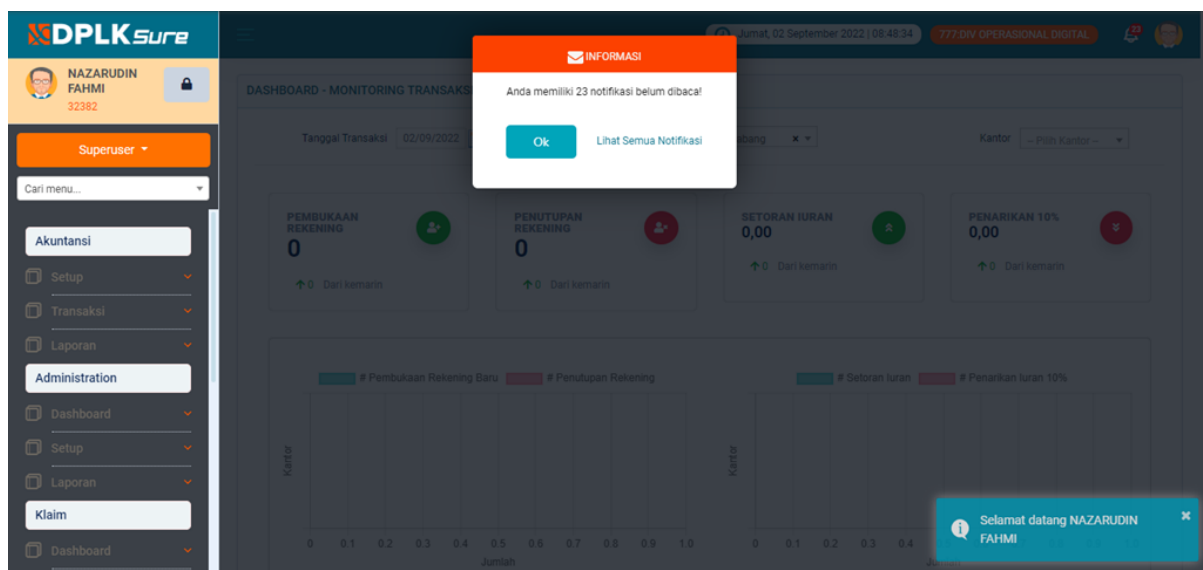 DPLKSure
NAZARUDIN
FAHMI
32382
Superuser
Cari menu...
Akuntansi
Setup
Transaksi
Laporan
Administration
Dashboard
Setup
Laporan
Klaim
Dashboard
Jumat, 02 September 2022 | 08:48:34
777:DIV OPERASIONAL DIGITAL
23
INFORMASI
Anda memiliki 23 notifikasi belum dibaca!
Ok
Lihat Semua Notifikasi
DASHBOARD - MONITORING TRANSAKS
Tanggal Transaksi 02/09/2022
abang x
Kantor -- Pilih Kantor --
PEMBUKAAN
REKENING
0
0 Dari kemarin
PENUTUPAN
REKENING
0
0 Dari kemarin
SETORAN IURAN
0,00
0 Dari kemarin
PENARIKAN 10%
0,00
0 Dari kemarin
# Pembukaan Rekening Baru # Penutupan Rekening
Kantor
0 0.1 0.2 0.3 0.4 0.5 0.6 0.7 0.8 0.9 1.0
Jumlah
# Setoran Iuran # Penarikan Iuran 10%
Kantor
0 0.1 0.2 0.3 0.4
Selamat datang NAZARUDIN
FAHMI
×